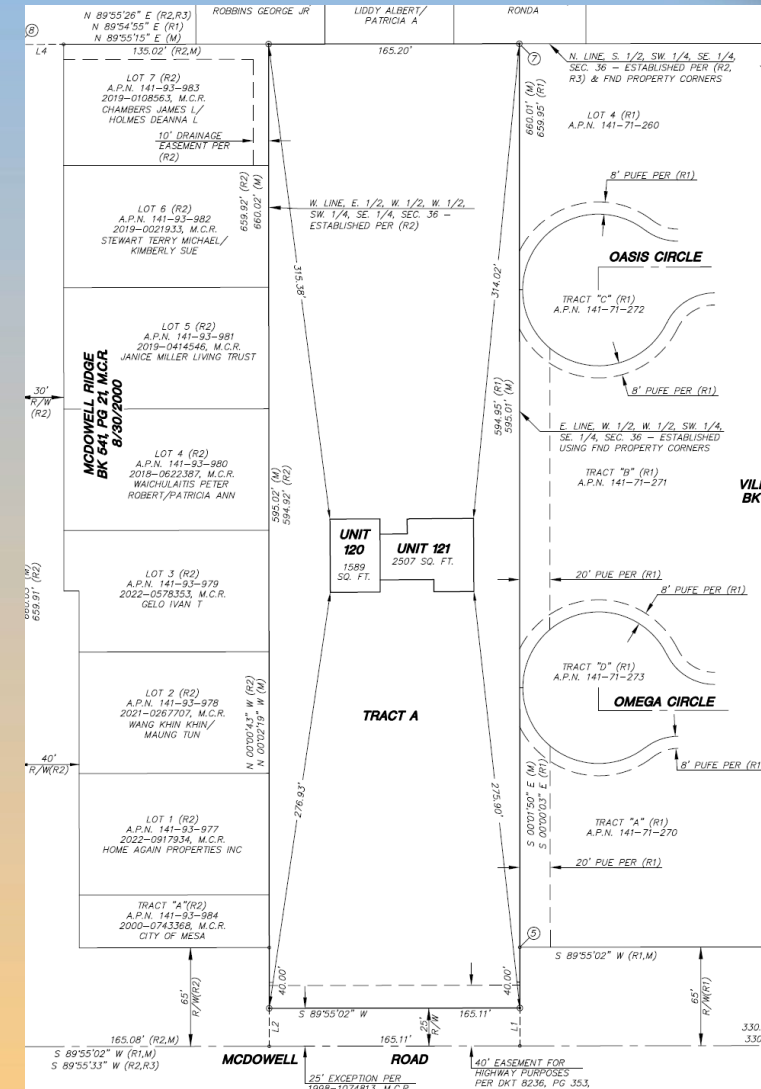 N 89°55'26" E (R2,R3)
N 89°54'55" E (R1)
N 89°55'15" E (M)
ROBBINS GEORGE JR
LIDDY ALBERT/
PATRICIA A
RONDA
8
L4
135.02' (R2,M)
165.20'
7
N. LINE, S. 1/2, SW. 1/4, SE. 1/4,
SEC. 36 – ESTABLISHED PER (R2,
R3) & FND PROPERTY CORNERS
LOT 7 (R2)
A.P.N. 141-93-983
2019-0108563, M.C.R.
CHAMBERS JAMES L/
HOLMES DEANNA L
10' DRAINAGE
EASEMENT PER
(R2)
660.01' (M)
659.95' (R1)
LOT 4 (R1)
A.P.N. 141-71-260
8' PUFE PER (R1)
LOT 6 (R2)
A.P.N. 141-93-982
2019-0021933, M.C.R.
STEWART TERRY MICHAEL/
KIMBERLY SUE
659.92' (R2)
660.02' (M)
W. LINE, E. 1/2, W. 1/2, W. 1/2,
SW. 1/4, SE. 1/4, SEC. 36 –
ESTABLISHED PER (R2)
OASIS CIRCLE
315.38'
314.02'
TRACT "C" (R1)
A.P.N. 141-71-272
LOT 5 (R2)
A.P.N. 141-93-981
2019-0414546, M.C.R.
JANICE MILLER LIVING TRUST
8' PUFE PER (R1)
30'
R/W
(R2)
MCDOWELL RIDGE
BK 541, PG 21, M.C.R.
8/30/2000
594.95' (R1)
595.01' (M)
E. LINE, W. 1/2, W. 1/2, SW. 1/4,
SE. 1/4, SEC. 36 – ESTABLISHED
USING FND PROPERTY CORNERS
LOT 4 (R2)
A.P.N. 141-93-980
2018-0622387, M.C.R.
WAICHULAITIS PETER
ROBERT/PATRICIA ANN
595.02' (M)
594.92' (R2)
TRACT "B" (R1)
A.P.N. 141-71-271
BK
UNIT
120
1589
SQ. FT.
UNIT 121
2507 SQ. FT.
LOT 3 (R2)
A.P.N. 141-93-979
2022-0578353, M.C.R.
GELO IVAN T
659.91' (R2)
20' PUE PER (R1)
8' PUFE PER (R1)
LOT 2 (R2)
A.P.N. 141-93-978
2021-0267707, M.C.R.
WANG KHIN KHIN/
MAUNG TUN
N 00°00'43" W (R2)
N 00°02'19" W (M)
TRACT A
TRACT "D" (R1)
A.P.N. 141-71-273
OMEGA CIRCLE
40'
R/W(R2)
8' PUFE PER (R1)
276.93'
275.90'
S 00°01'50" E (M)
S 00°00'03" E (R1)
LOT 1 (R2)
A.P.N. 141-93-977
2022-0917934, M.C.R.
HOME AGAIN PROPERTIES INC
TRACT "A" (R1)
A.P.N. 141-71-270
20' PUE PER (R1)
TRACT "A"(R2)
A.P.N. 141-93-984
2000-0743368, M.C.R.
CITY OF MESA
5
S 89°55'02" W (R1,M)
65'
R/W(R2)
40.00'
40.00'
65'
R/W(R1)
S 89°55'02" W
165.11'
25'
R/W
L2
L1
165.08' (R2,M)
165.11'
S 89°55'02" W (R1,M)
S 89°55'33" W (R2,R3)
MCDOWELL ROAD
25' EXCEPTION PER
1998-1074813, M.C.R.
40' EASEMENT FOR
HIGHWAY PURPOSES
PER DKT 8236, PG 353,